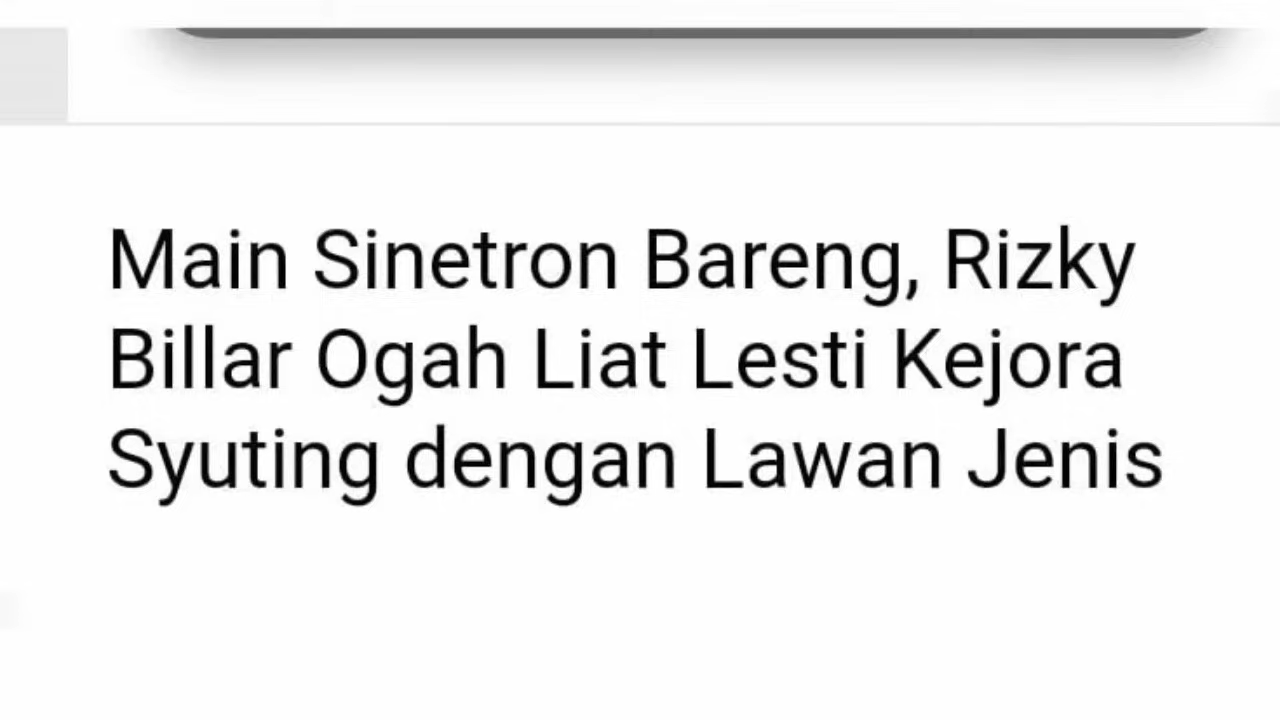 Main Sinetron Bareng, Rizky
Billar Ogah Liat Lesti Kejora
Syuting dengan Lawan Jenis